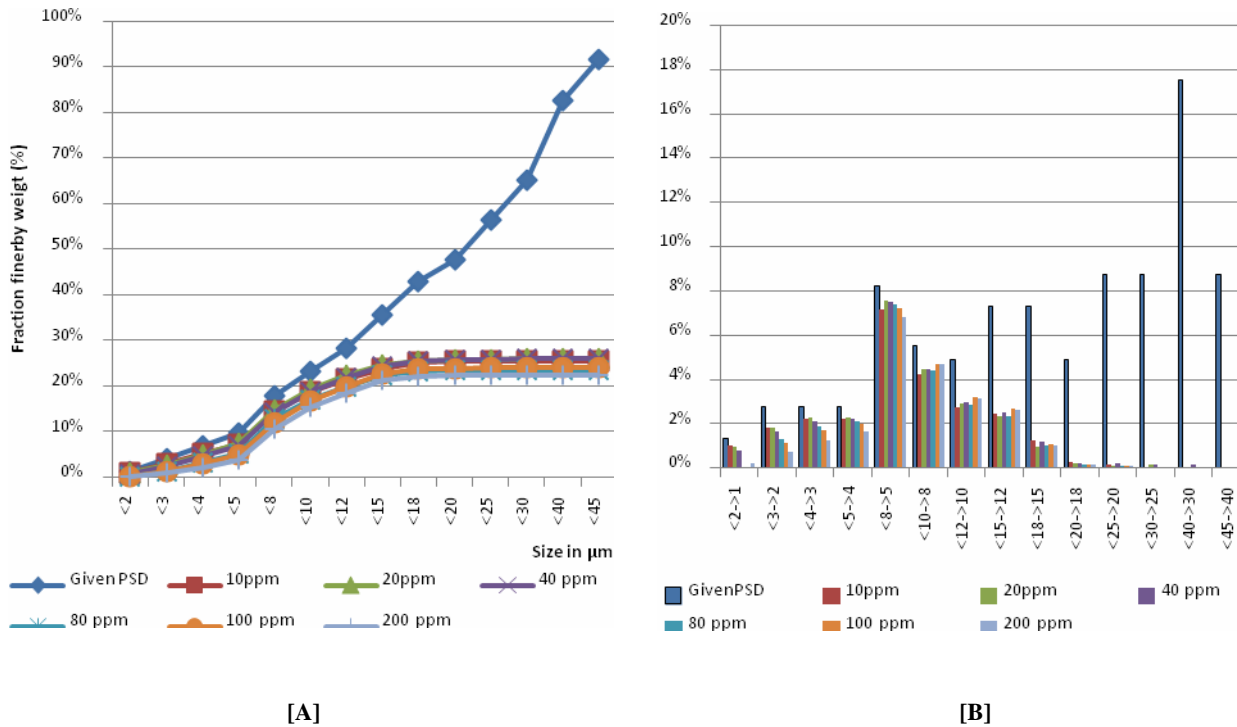 100%
90%
80%
70%
60%
50%
40%
30%
20%
10%
0%
Fraction finerby weigt (%)
<2
<3
<4
<5
<8
<10
<12
<15
<18
<20
<25
<30
<40
<45
Size in µm
Given PSD
10ppm
20ppm
40 ppm
80 ppm
100 ppm
200 ppm
[A]
20%
18%
16%
14%
12%
10%
8%
6%
4%
2%
0%
<2->1
<3->2
<4->3
<5->4
<8->5
<10->8
<12->10
<15->12
<18->15
<20->18
<25->20
<30->25
<40->30
<45->40
GivenPSD
10ppm
20ppm
40 ppm
80 ppm
100 ppm
200 ppm
[B]